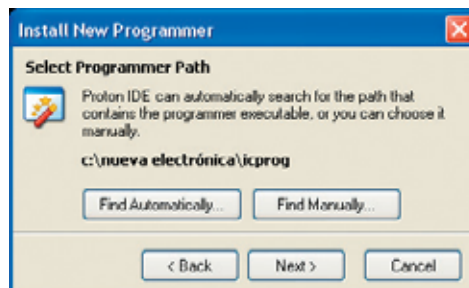 Install New Programmer
Select Programmer Path
Proton IDE can automatically search for the path that
contains the programmer executable, or you can choose it
manually.
c:\nueva electrónica\icprog
Find Automatically...
Find Manually...
< Back
Next >
Cancel